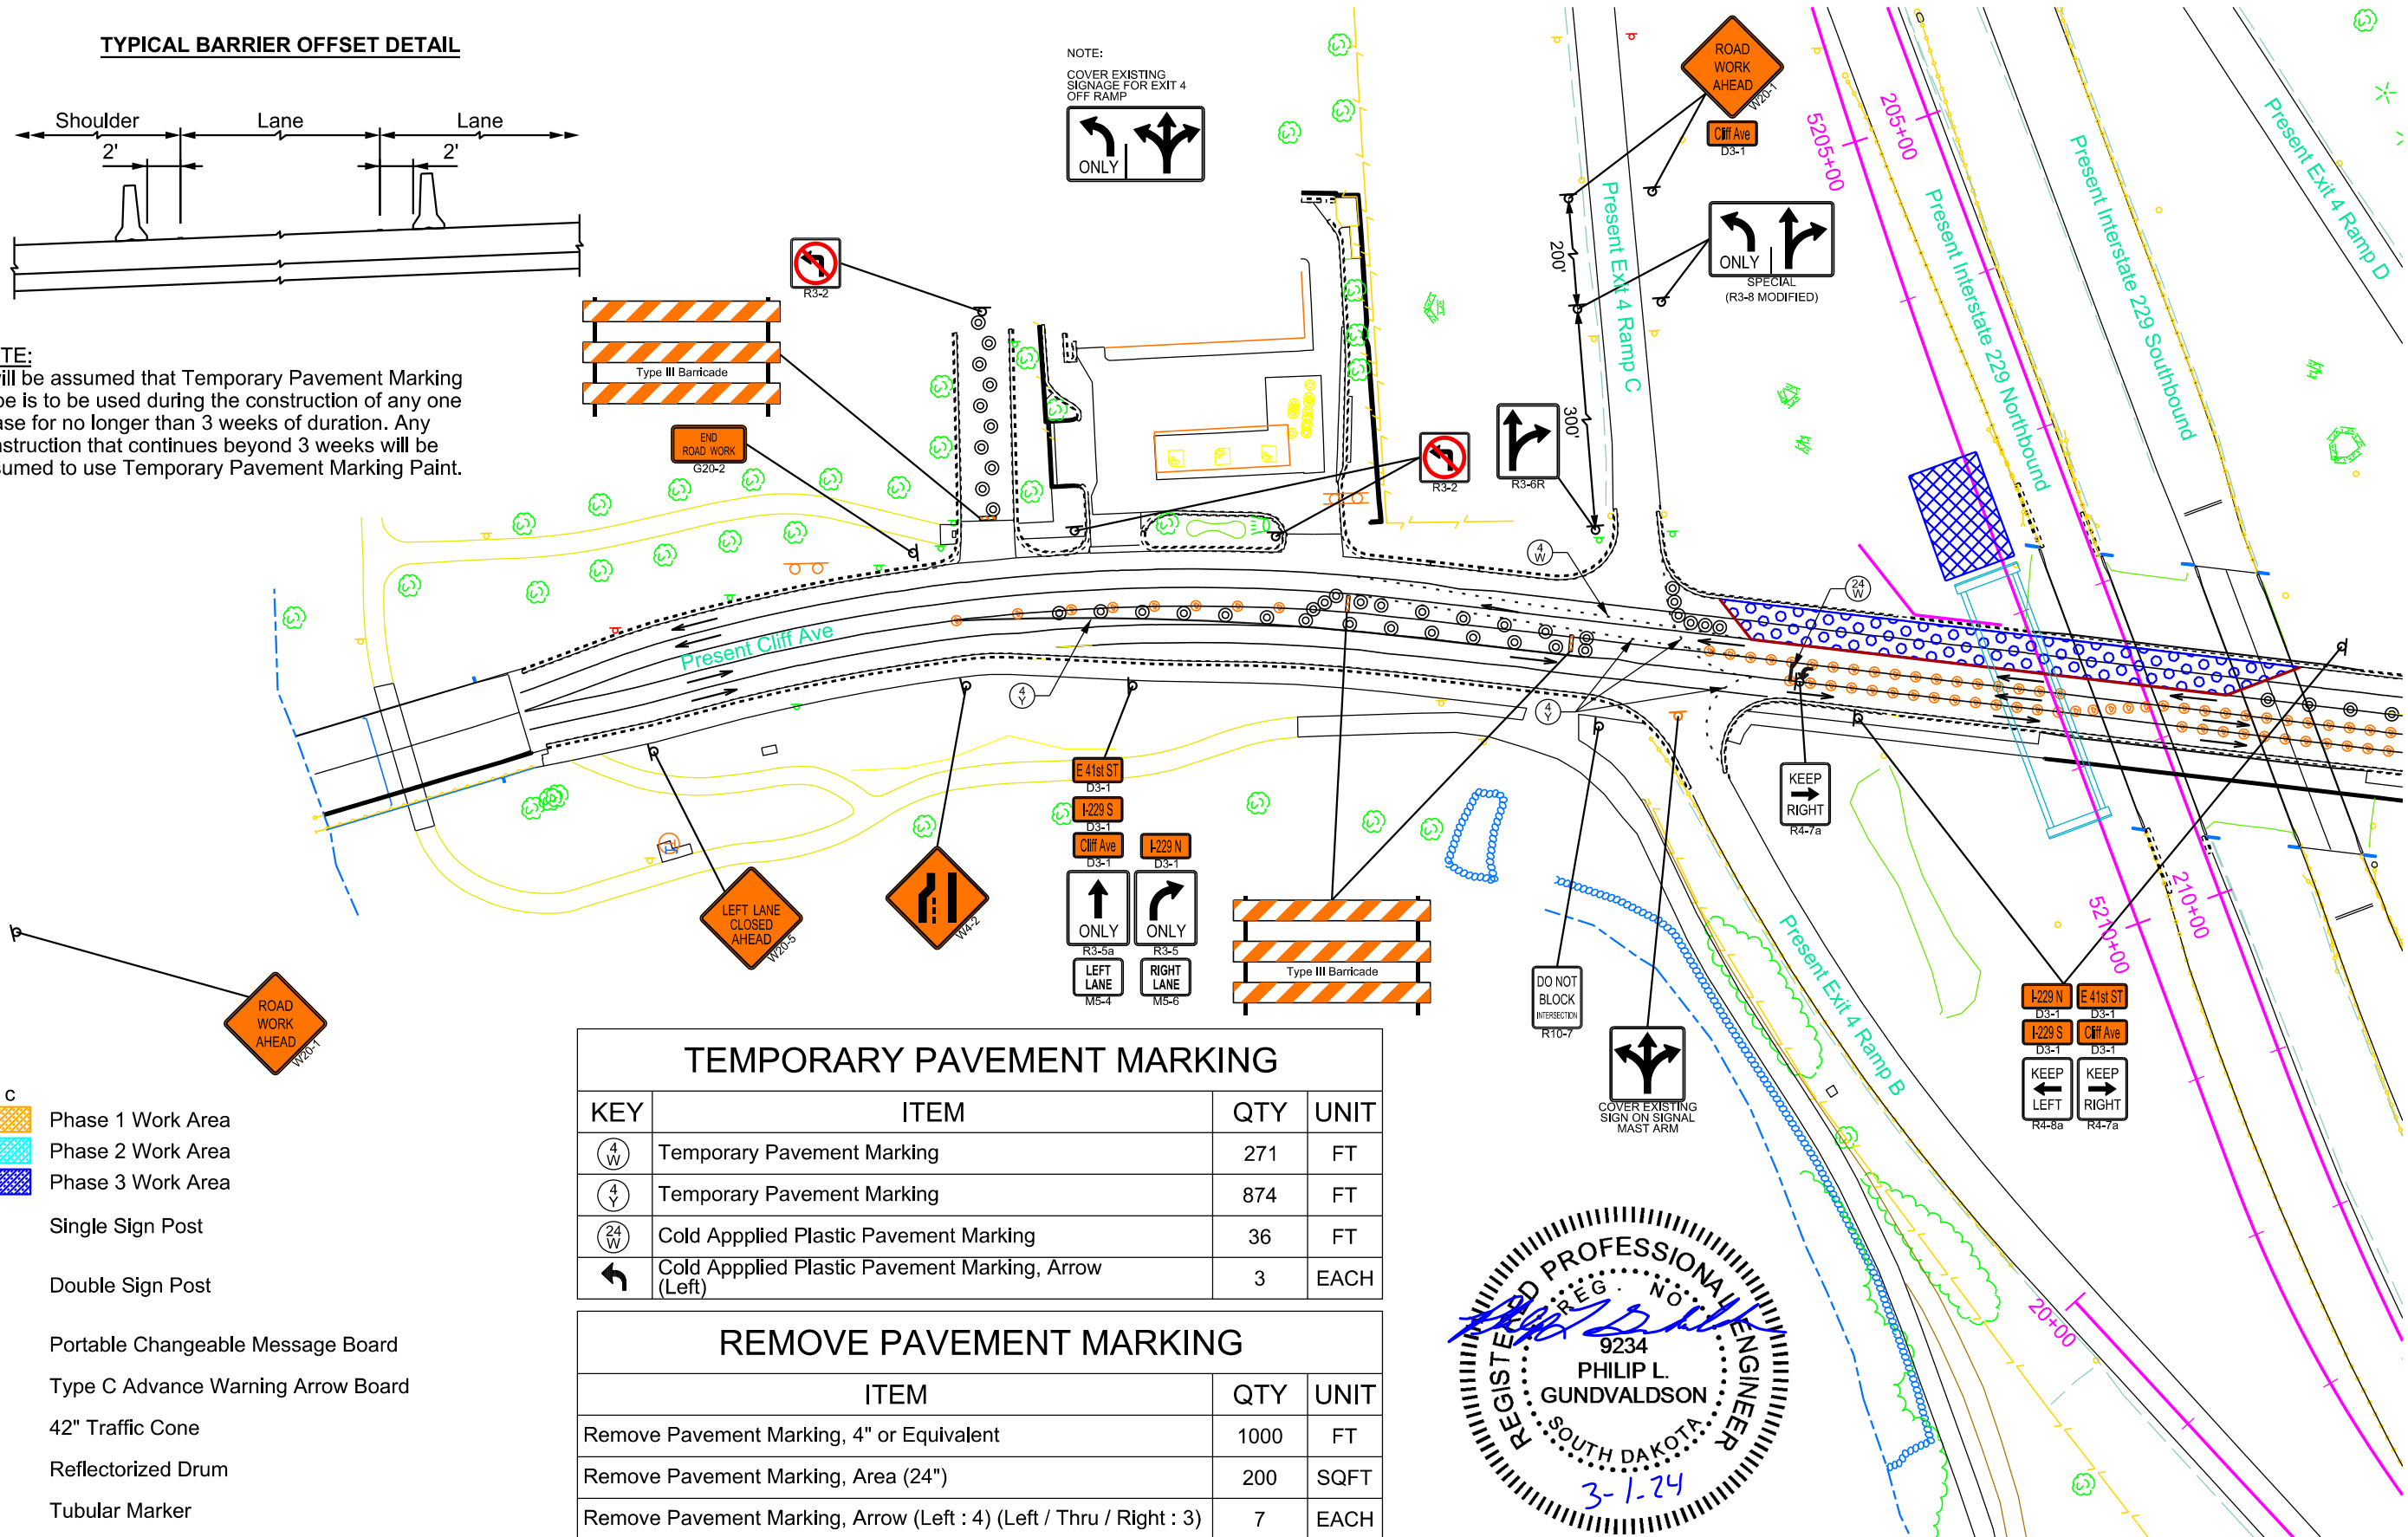 TYPICAL BARRIER OFFSET DETAIL
Shoulder
Lane
Lane
2'
2'
TE:
ill be assumed that Temporary Pavement Marking
pe is to be used during the construction of any one
ase for no longer than 3 weeks of duration. Any
nstruction that continues beyond 3 weeks will be
sumed to use Temporary Pavement Marking Paint.
NOTE:
COVER EXISTING
SIGNAGE FOR EXIT 4
OFF RAMP
ONLY
R3-2
Type III Barricade
END
ROAD WORK
G20-2
ROAD
WORK
AHEAD
W20-1
Cliff Ave
D3-1
ONLY
SPECIAL
(R3-8 MODIFIED)
200'
300'
R3-2
R3-6R
Present Exit 4 Ramp C
5205+00
205+00
Present Interstate 229 Northbound
Present Interstate 229 Southbound
Present Exit 4 Ramp D
4
W
24
W
Present Cliff Ave
4
Y
4
Y
KEEP
RIGHT
R4-7a
E 41st ST
D3-1
I-229 S
D3-1
Cliff Ave
D3-1
I-229 N
D3-1
ONLY
R3-5a
ONLY
R3-5
LEFT
LANE
M5-4
RIGHT
LANE
M5-6
LEFT LANE
CLOSED
AHEAD
W20-5
W4-2
Type III Barricade
DO NOT
BLOCK
INTERSECTION
R10-7
COVER EXISTING
SIGN ON SIGNAL
MAST ARM
Present Exit 4 Ramp B
5210+00
210+00
20+00
I-229 N
D3-1
E 41st ST
D3-1
I-229 S
D3-1
Cliff Ave
D3-1
KEEP
LEFT
R4-8a
KEEP
RIGHT
R4-7a
ROAD
WORK
AHEAD
W20-1
c
Phase 1 Work Area
Phase 2 Work Area
Phase 3 Work Area
Single Sign Post
Double Sign Post
Portable Changeable Message Board
Type C Advance Warning Arrow Board
42" Traffic Cone
Reflectorized Drum
Tubular Marker
TEMPORARY PAVEMENT MARKING
KEY ITEM QTY UNIT
4 W Temporary Pavement Marking 271 FT
4 Y Temporary Pavement Marking 874 FT
24 W Cold Appplied Plastic Pavement Marking 36 FT
Cold Appplied Plastic Pavement Marking, Arrow
(Left) 3 EACH
REMOVE PAVEMENT MARKING
ITEM QTY UNIT
Remove Pavement Marking, 4" or Equivalent 1000 FT
Remove Pavement Marking, Area (24") 200 SQFT
Remove Pavement Marking, Arrow (Left : 4) (Left / Thru / Right : 3) 7 EACH
REGISTERED PROFESSIONAL ENGINEER
REG. NO
9234
PHILIP L.
GUNDVALDSON
SOUTH DAKOTA
3-1-24